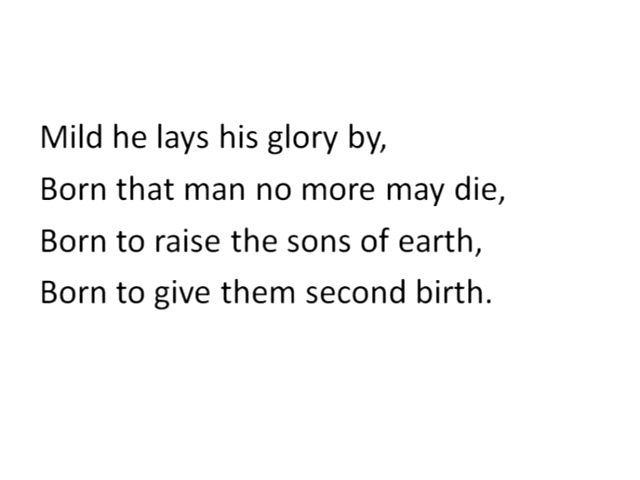 Mild he lays his glory by,
Born that man no more may die,
Born to raise the sons of earth,
Born to give them second birth.